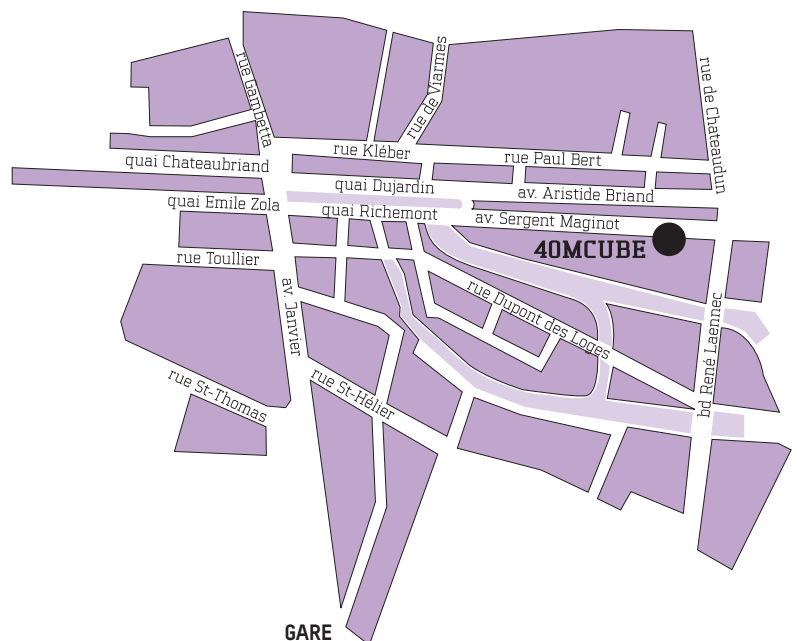 rue Gambetta
rue de Viarmes
rue de Chateaudun
rue Kléber
rue Paul Bert
quai Chateaubriand
quai Dujardin
av. Aristide Briand
quai Emile Zola
quai Richemont
av. Sergent Maginot
40MCUBE
rue Toullier
av. Janvier
rue Dupont des Loges
bd René Laennec
rue St-Thomas
rue St-Hélier
GARE